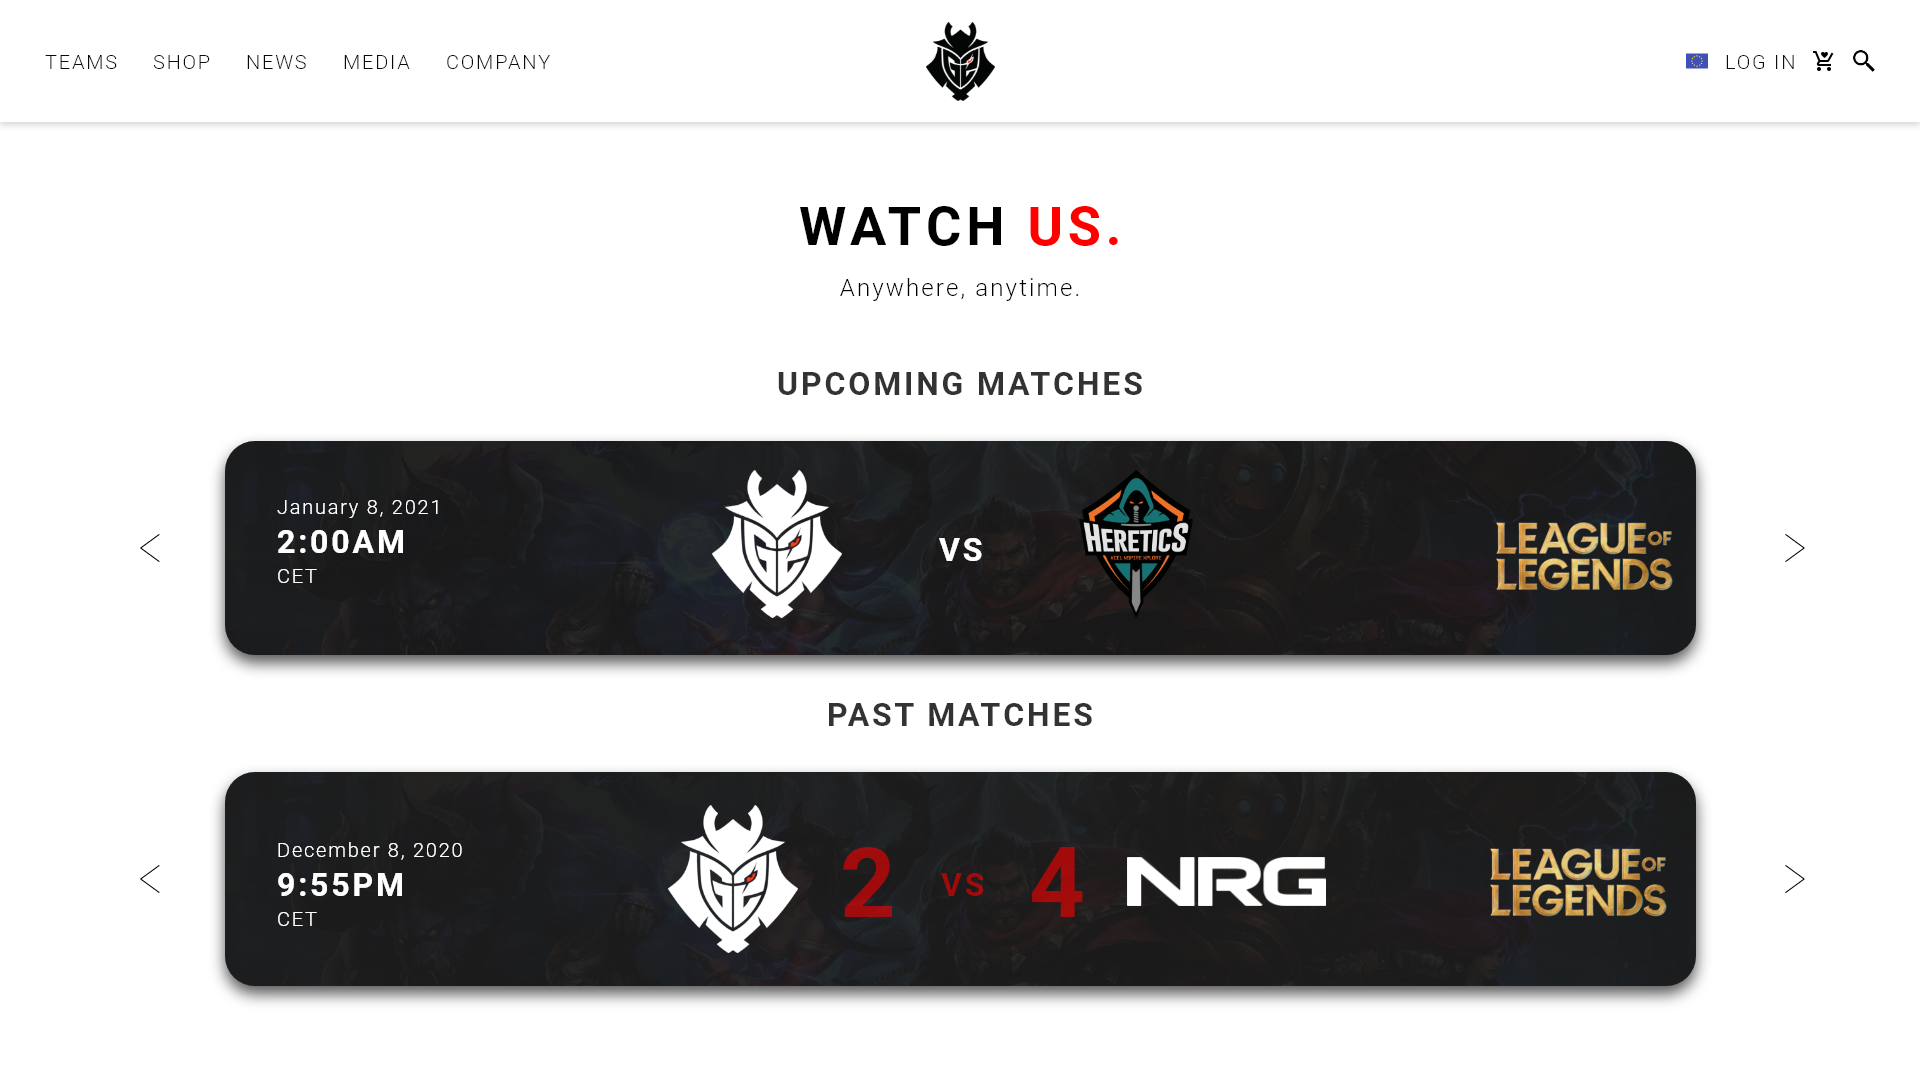 TEAMS SHOP NEWS MEDIA COMPANY LOG IN
WATCH US.
Anywhere, anytime.
UPCOMING MATCHES
January 8, 2021
2:00AM
CET
G2
VS
HERETICS
LEAGUE OF
LEGENDS
PAST MATCHES
December 8, 2020
9:55PM
CET
G2
2 VS 4
NRG
LEAGUE OF
LEGENDS